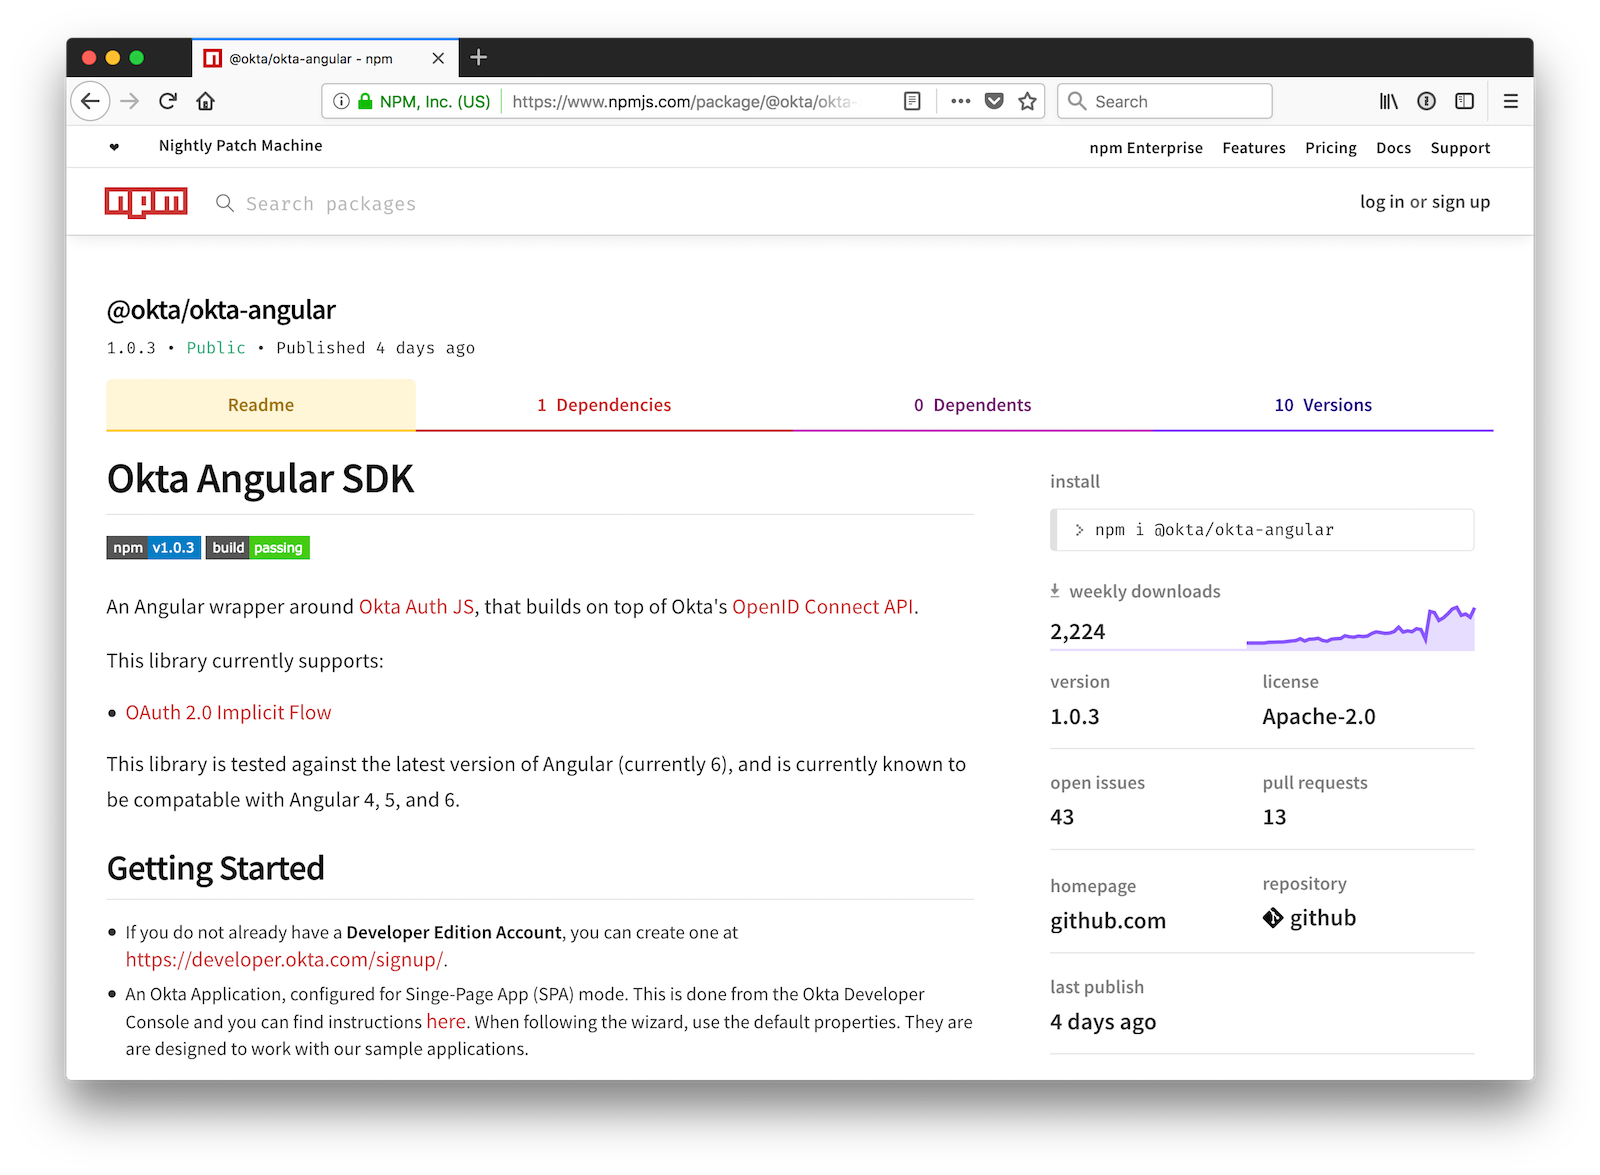 @okta/okta-angular - npm
NPM, Inc. (US)
https://www.npmjs.com/package/@okta/okta-
Search
❤
Nightly Patch Machine
npm Enterprise
Features
Pricing
Docs
Support
npm
Search packages
log in or sign up
@okta/okta-angular
1.0.3 • Public • Published 4 days ago
Readme
1 Dependencies
0 Dependents
10 Versions
Okta Angular SDK
npm v1.0.3 build passing
An Angular wrapper around Okta Auth JS, that builds on top of Okta's OpenID Connect API.
This library currently supports:
• OAuth 2.0 Implicit Flow
This library is tested against the latest version of Angular (currently 6), and is currently known to
be compatable with Angular 4, 5, and 6.
Getting Started
• If you do not already have a Developer Edition Account, you can create one at
https://developer.okta.com/signup/.
• An Okta Application, configured for Singe-Page App (SPA) mode. This is done from the Okta Developer
Console and you can find instructions here. When following the wizard, use the default properties. They are
are designed to work with our sample applications.
install
> npm i @okta/okta-angular
weekly downloads
2,224
version
1.0.3
license
Apache-2.0
open issues
43
pull requests
13
homepage
github.com
repository
github
last publish
4 days ago